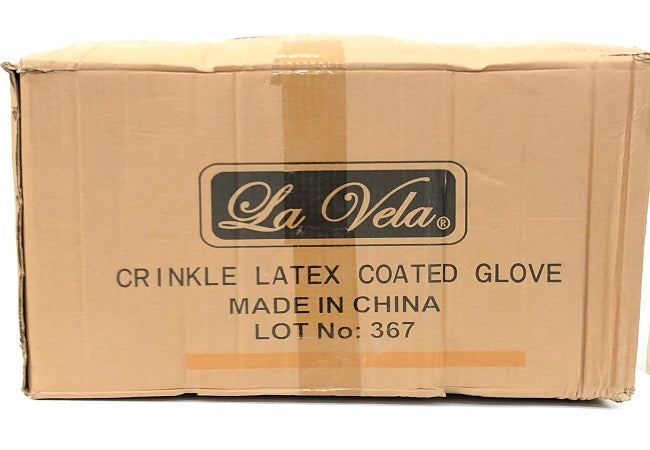 La Vela®
CRINKLE LATEX COATED GLOVE
MADE IN CHINA
LOT No: 367